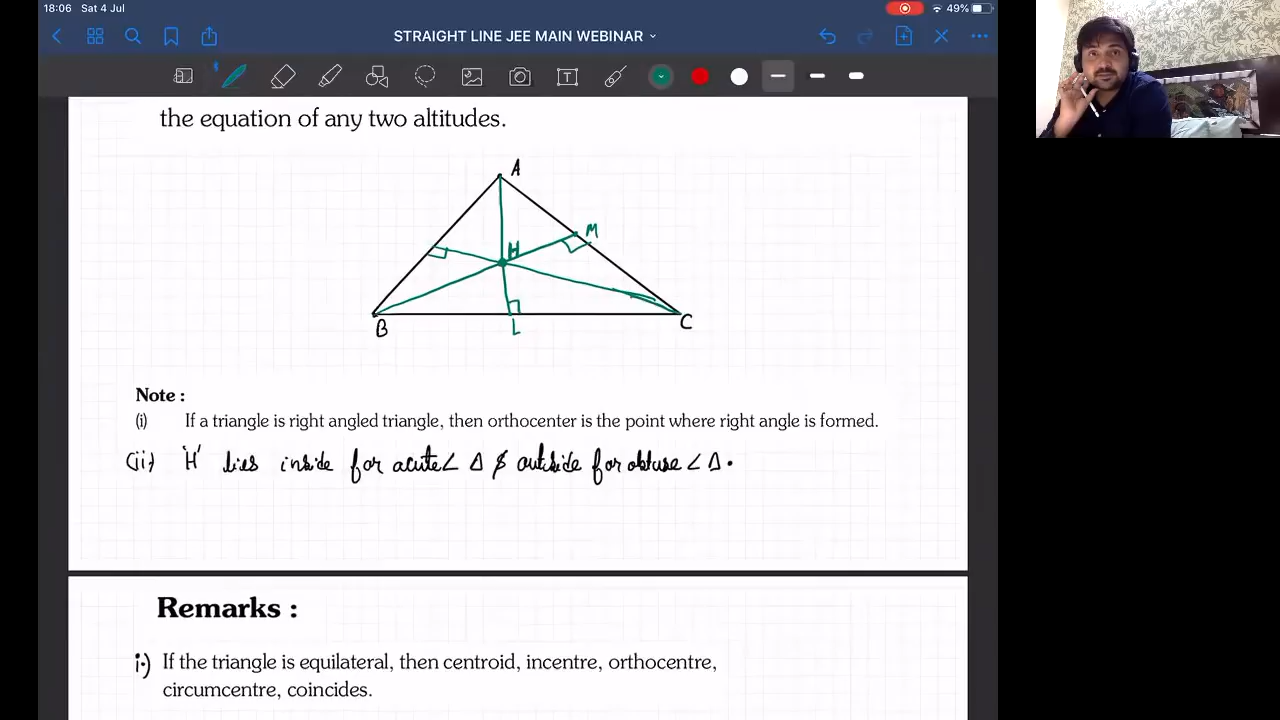 18:06 Sat 4 Jul
49%
STRAIGHT LINE JEE MAIN WEBINAR
the equation of any two altitudes.
A
M
H
B
L
C
Note :
(i) If a triangle is right angled triangle, then orthocenter is the point where right angle is formed.
(ii) 'H' lies inside for acute∠ Δ & outside for obtuse ∠ Δ.
Remarks :
i.) If the triangle is equilateral, then centroid, incentre, orthocentre,
circumcentre, coincides.